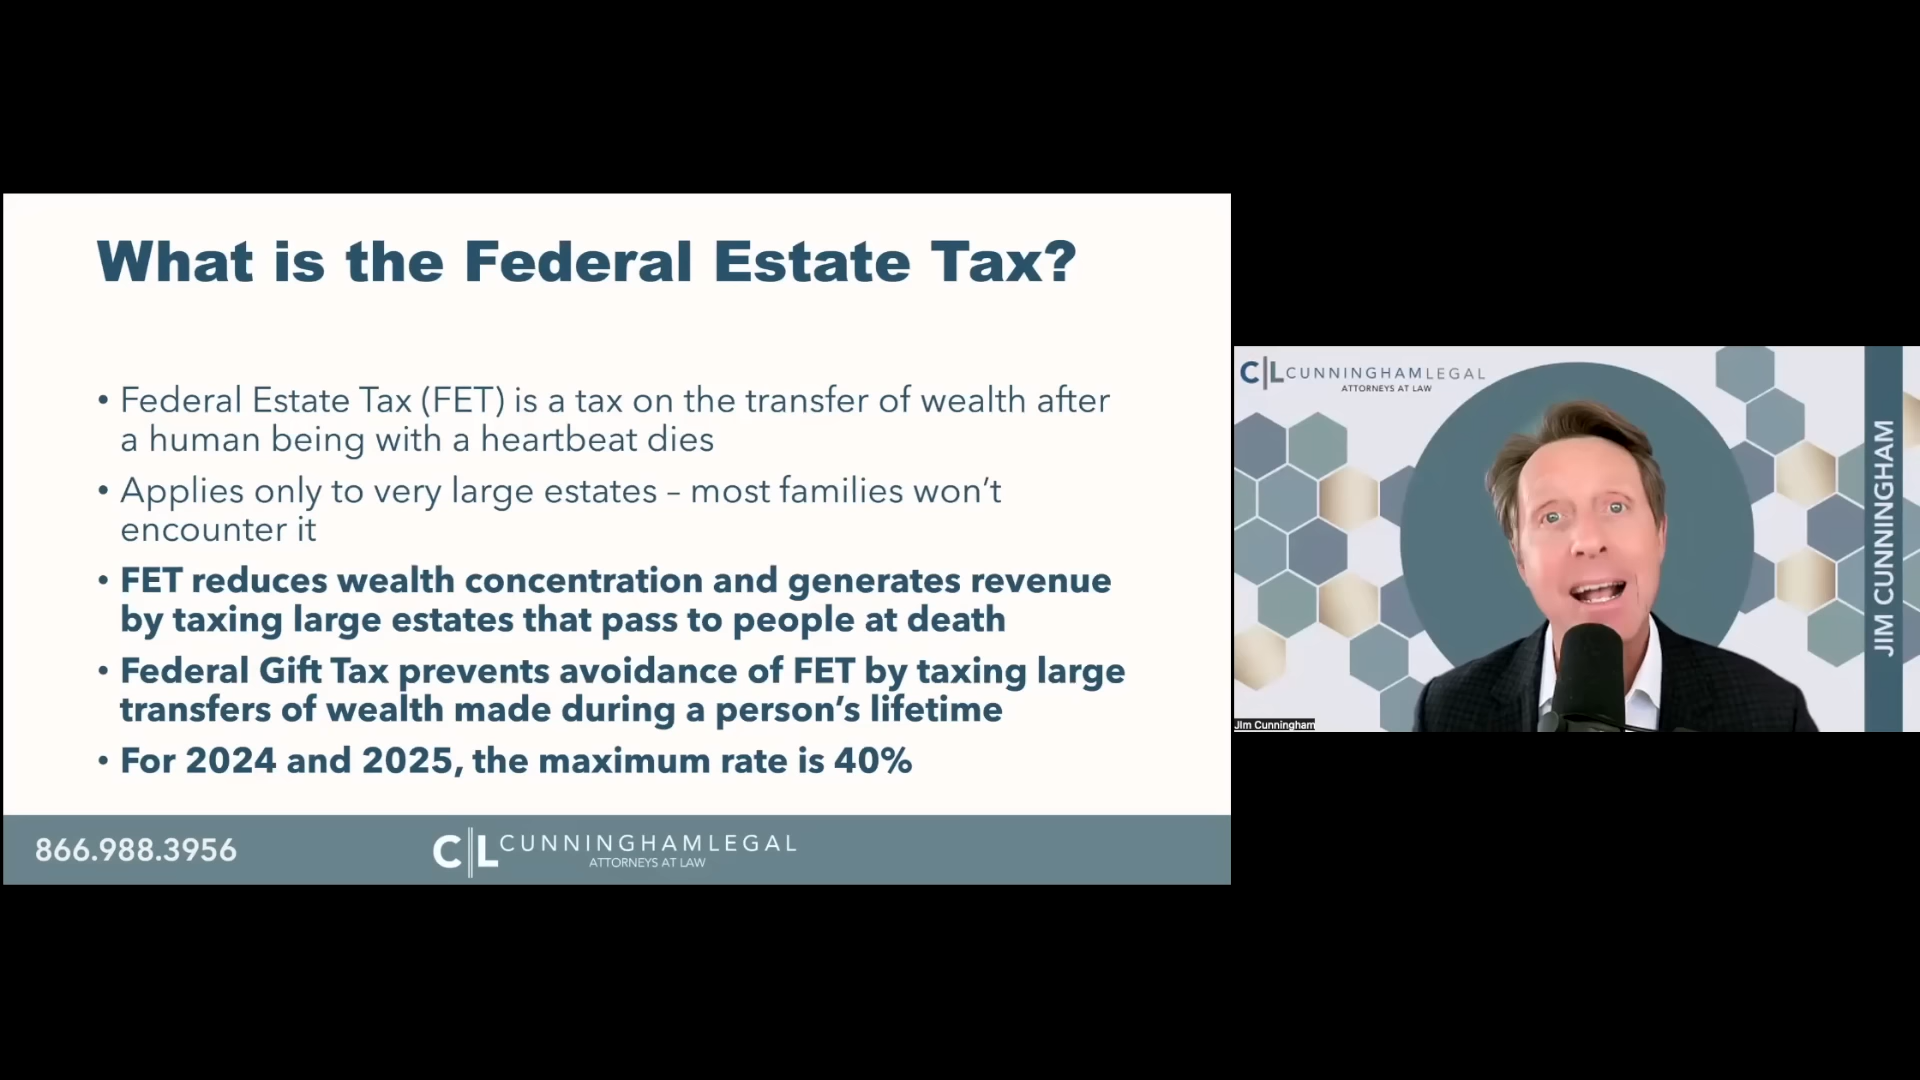 What is the Federal Estate Tax?
• Federal Estate Tax (FET) is a tax on the transfer of wealth after
a human being with a heartbeat dies
• Applies only to very large estates – most families won’t
encounter it
• FET reduces wealth concentration and generates revenue
by taxing large estates that pass to people at death
• Federal Gift Tax prevents avoidance of FET by taxing large
transfers of wealth made during a person’s lifetime
• For 2024 and 2025, the maximum rate is 40%
866.988.3956
C|L CUNNINGHAMLEGAL
ATTORNEYS AT LAW
C|L CUNNINGHAMLEGAL
ATTORNEYS AT LAW
JIM CUNNINGHAM
JIm Cunningham